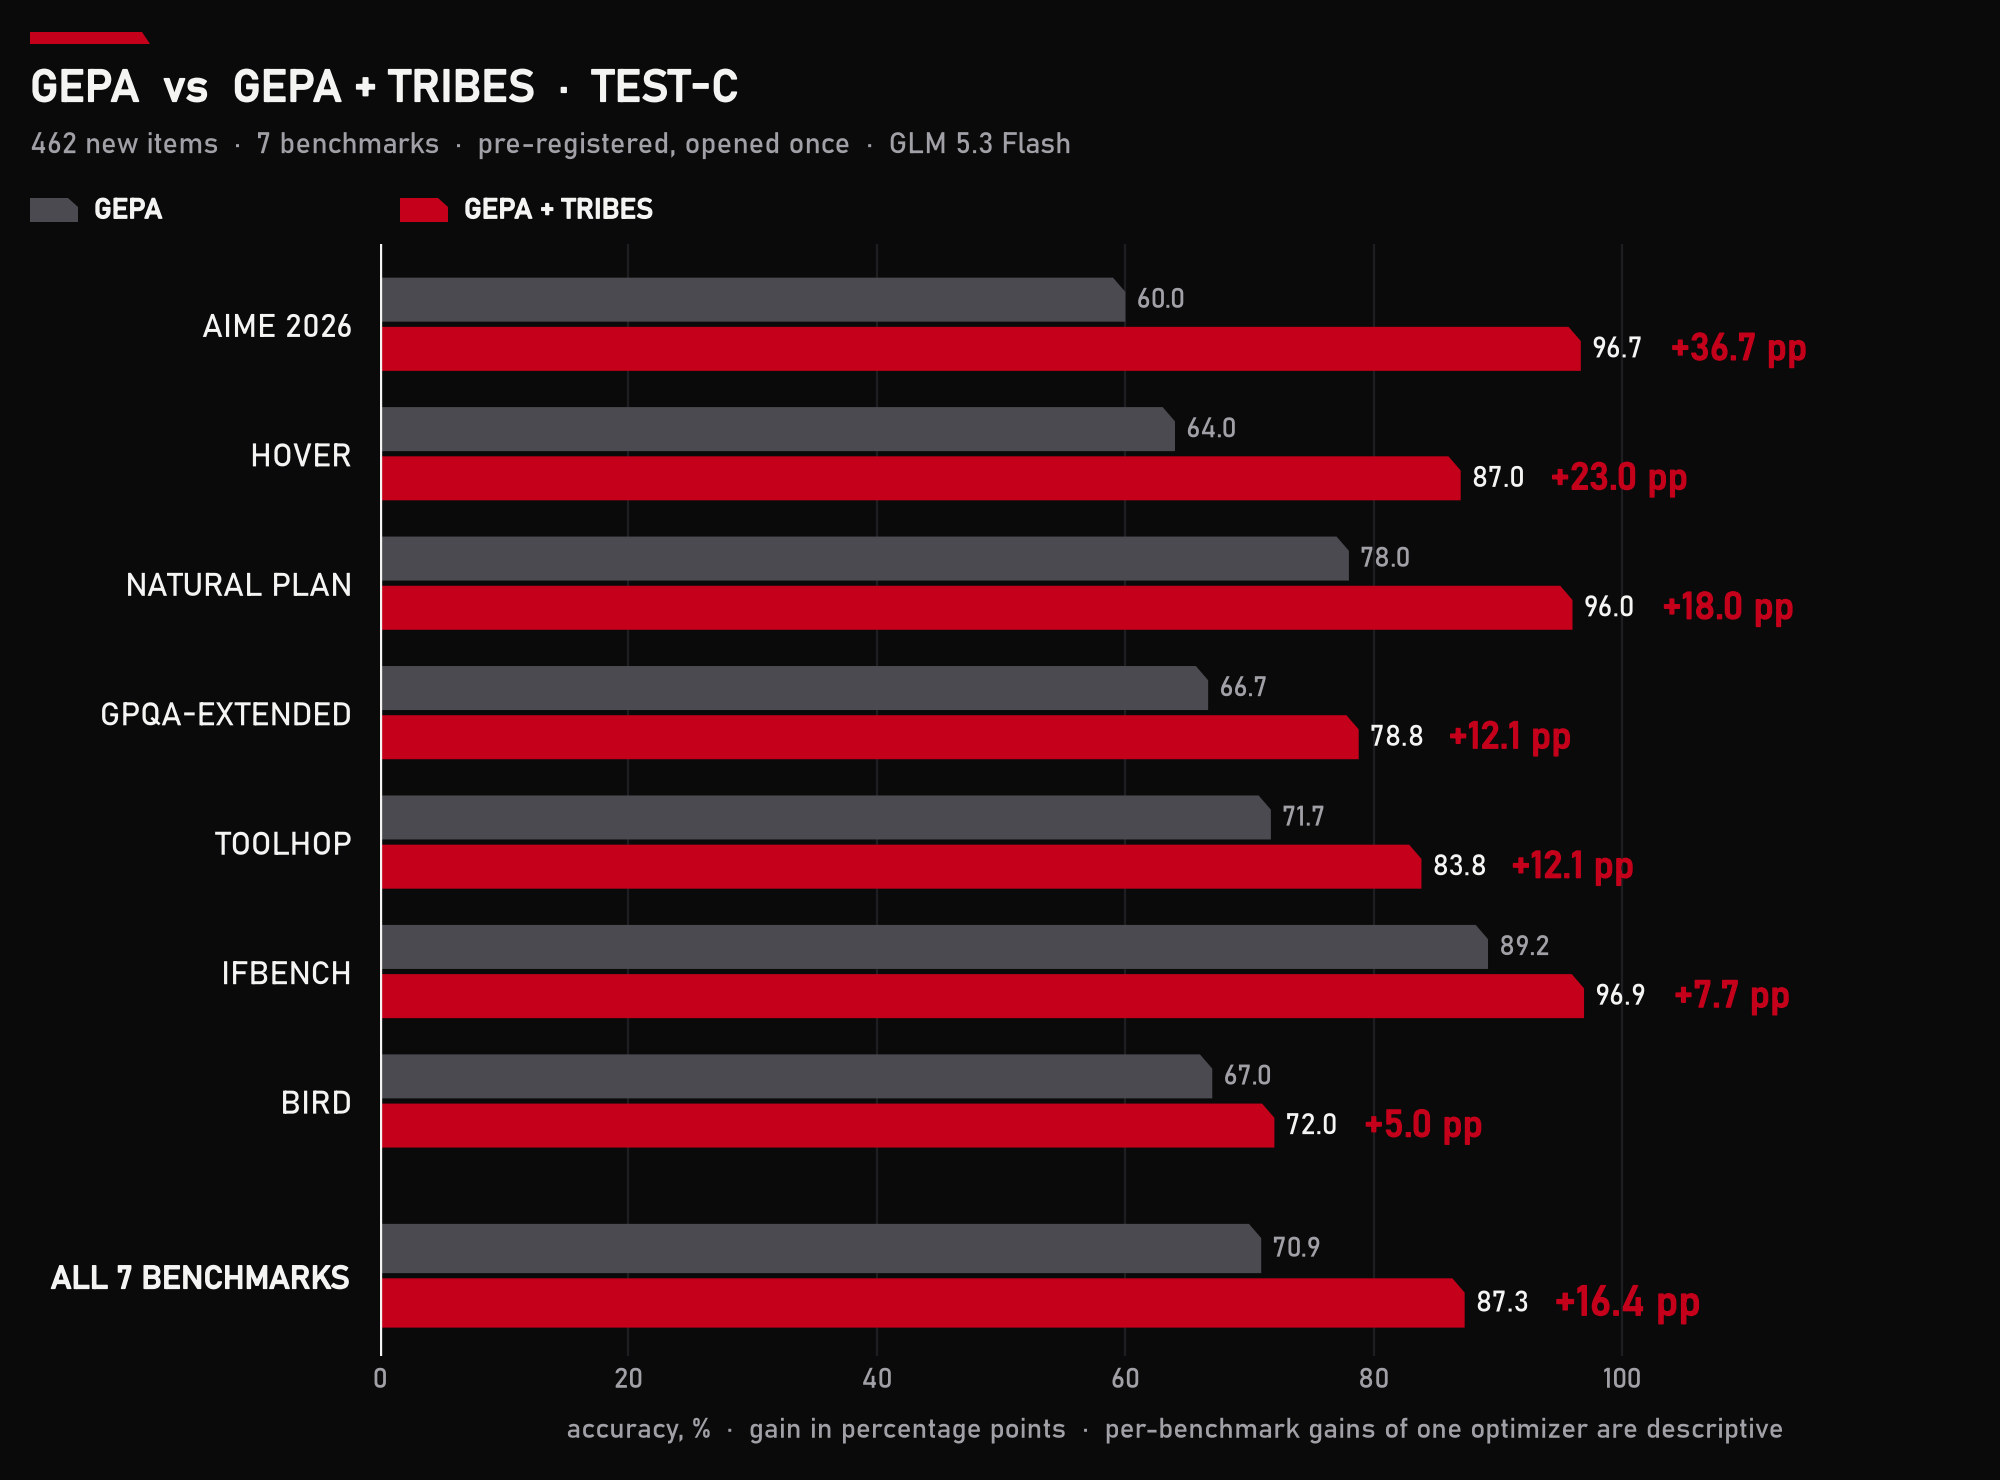 GEPA vs GEPA + TRIBES · TEST-C
462 new items · 7 benchmarks · pre-registered, opened once · GLM 5.3 Flash
GEPA
GEPA + TRIBES
AIME 2026
60.0
96.7 +36.7 pp
HOVER
64.0
87.0 +23.0 pp
NATURAL PLAN
78.0
96.0 +18.0 pp
GPQA-EXTENDED
66.7
78.8 +12.1 pp
TOOLHOP
71.7
83.8 +12.1 pp
IFBENCH
89.2
96.9 +7.7 pp
BIRD
67.0
72.0 +5.0 pp
ALL 7 BENCHMARKS
70.9
87.3 +16.4 pp
0 20 40 60 80 100
accuracy, % · gain in percentage points · per-benchmark gains of one optimizer are descriptive